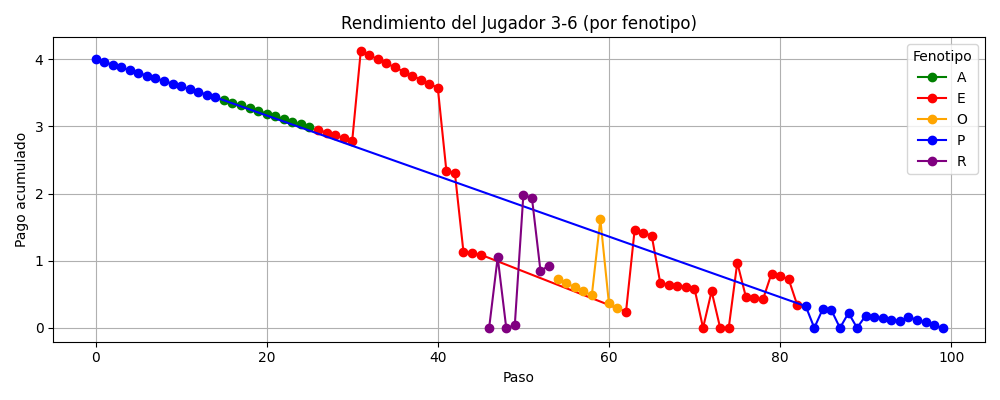 Rendimiento del Jugador 3-6 (por fenotipo)
Pago acumulado
4
3
2
1
0
Fenotipo
A
E
O
P
R
0
20
40
60
80
100
Paso